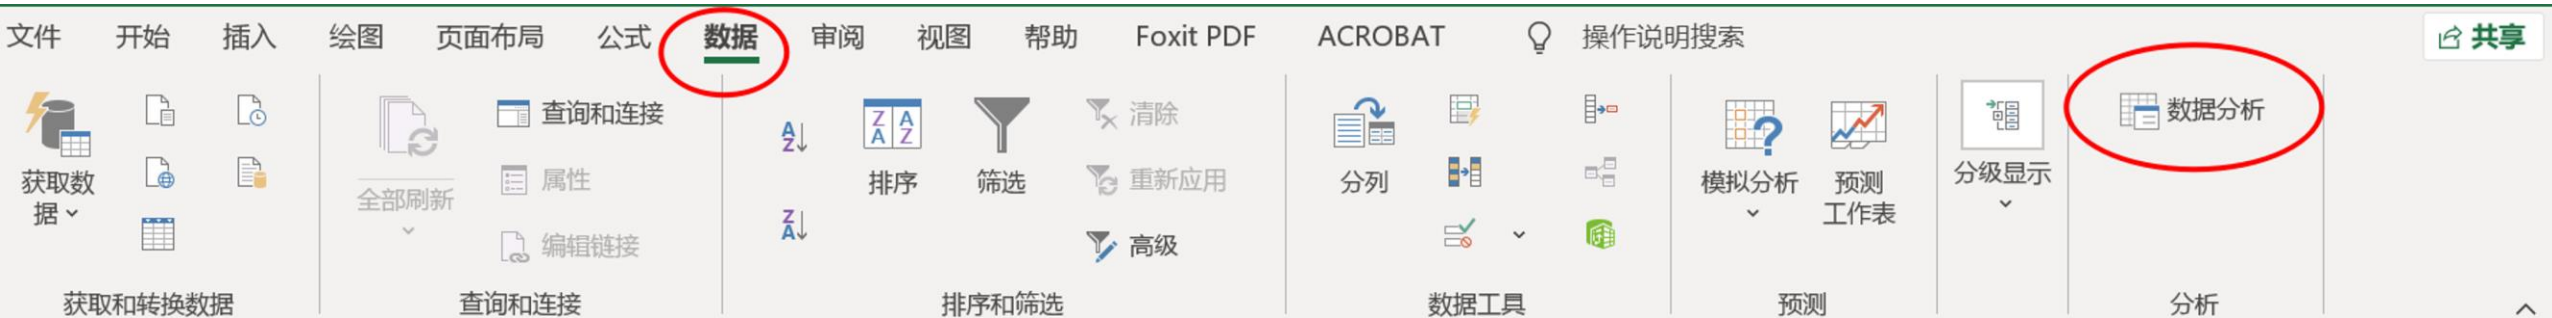 文件 开始 插入 绘图 页面布局 公式 数据 审阅 视图 帮助 Foxit PDF ACROBAT 操作说明搜索 共享
获取数据
全部刷新
查询和连接
属性
编辑链接
排序
筛选
清除
重新应用
高级
分列
模拟分析
预测
工作表
分级显示
数据分析
获取和转换数据 查询和连接 排序和筛选 数据工具 预测 分析